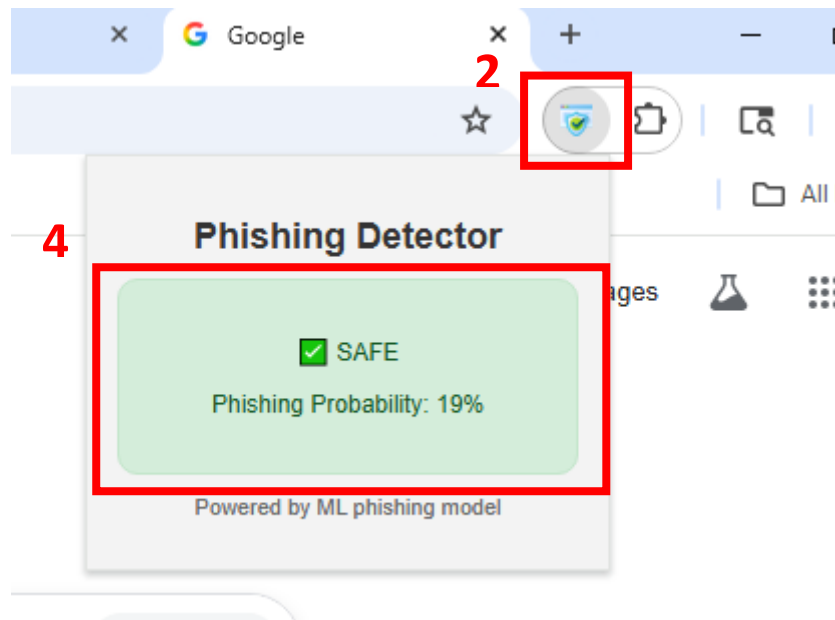 Google
2
All
4
Phishing Detector
ages
SAFE
Phishing Probability: 19%
Powered by ML phishing model